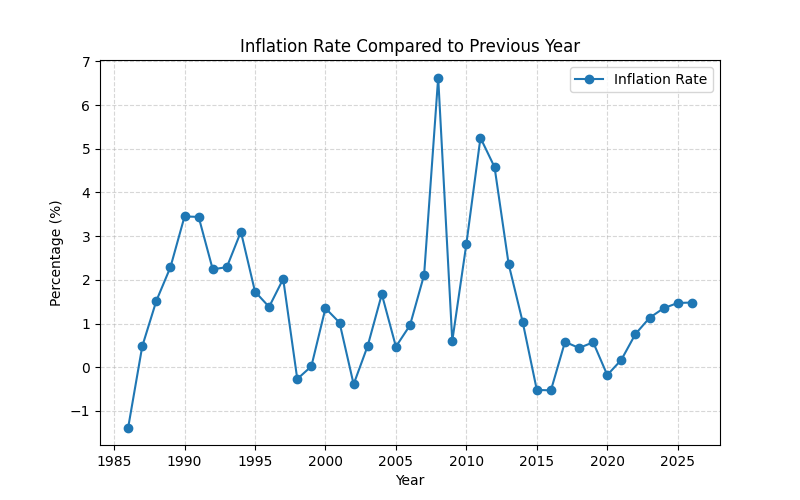 Inflation Rate Compared to Previous Year
Inflation Rate
Percentage (%)
7
6
5
4
3
2
1
0
−1
1985 1990 1995 2000 2005 2010 2015 2020 2025
Year